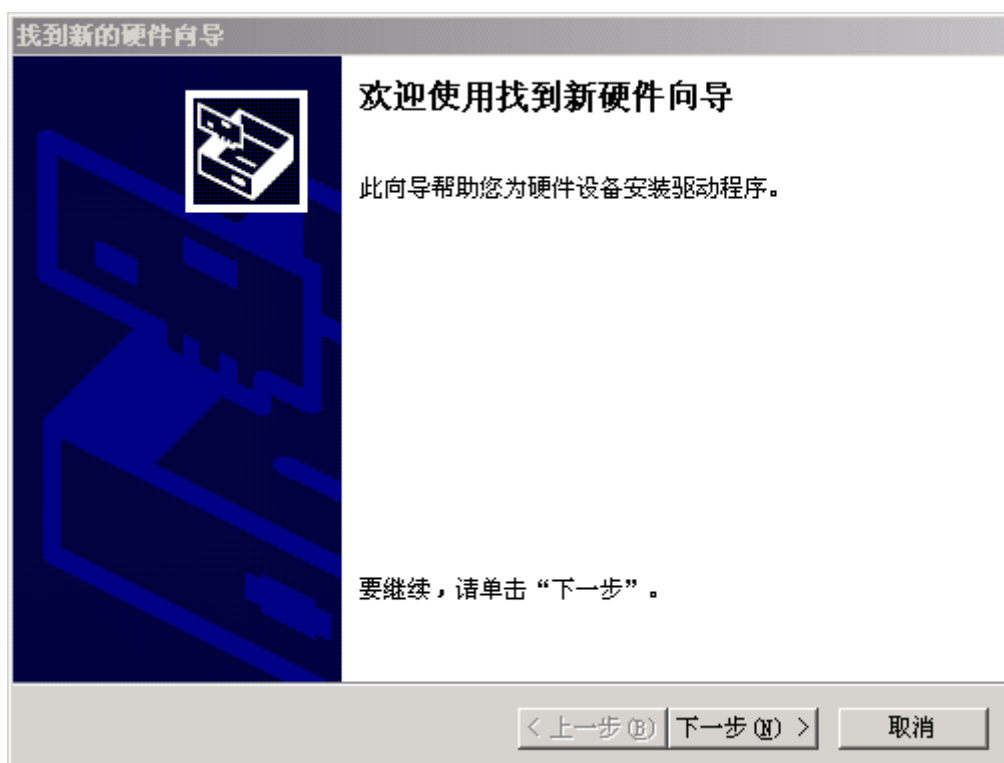 找到新的硬件向导
欢迎使用找到新硬件向导
此向导帮助您为硬件设备安装驱动程序。
要继续，请单击“下一步”。
< 上一步(B) 下一步(N) > 取消